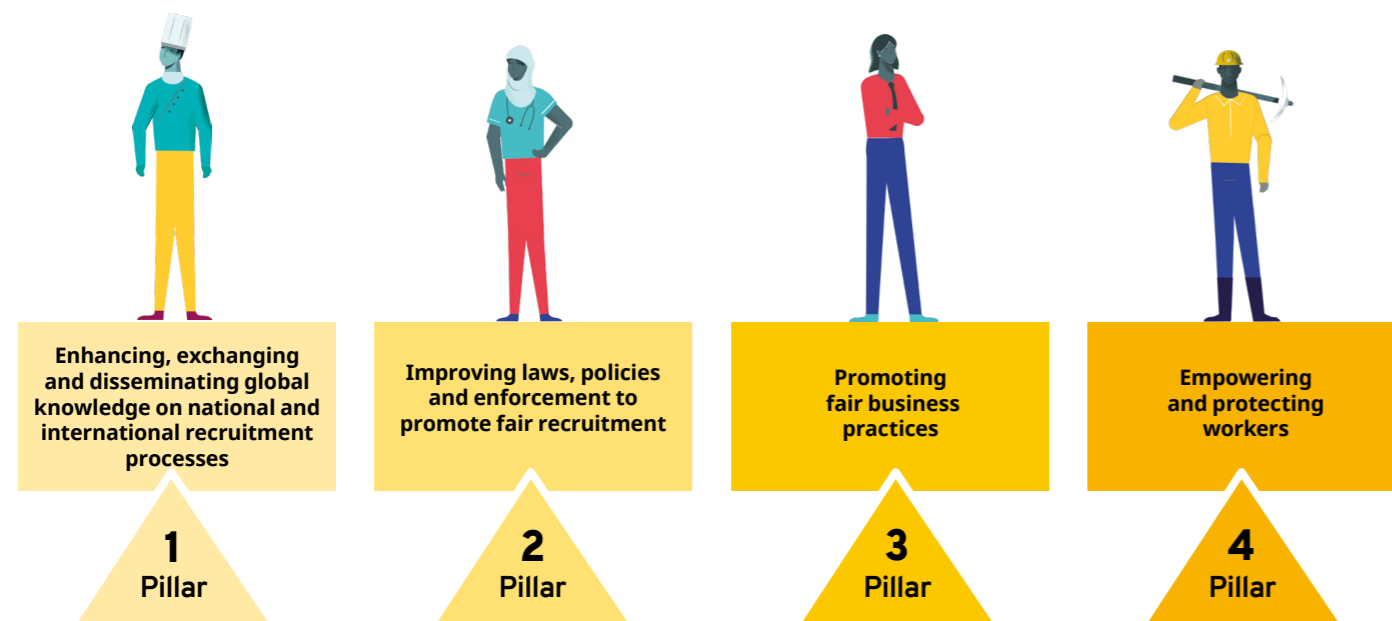 Enhancing, exchanging
and disseminating global
knowledge on national and
international recruitment
processes
1
Pillar
Improving laws, policies
and enforcement to
promote fair recruitment
2
Pillar
Promoting
fair business
practices
3
Pillar
Empowering
and protecting
workers
4
Pillar